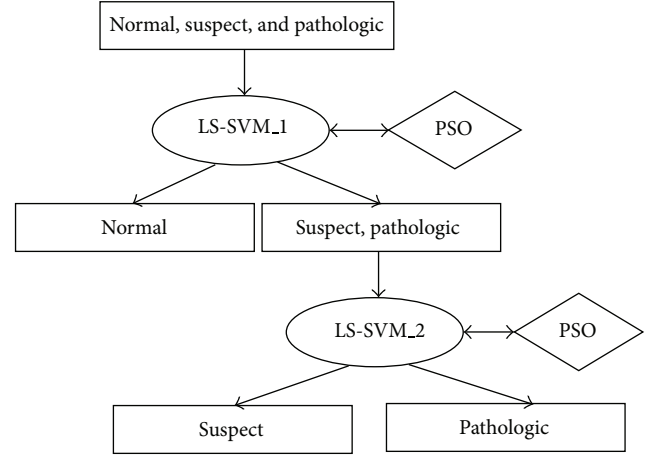 Normal, suspect, and pathologic
LS-SVM_1
PSO
Normal
Suspect, pathologic
LS-SVM_2
PSO
Suspect
Pathologic